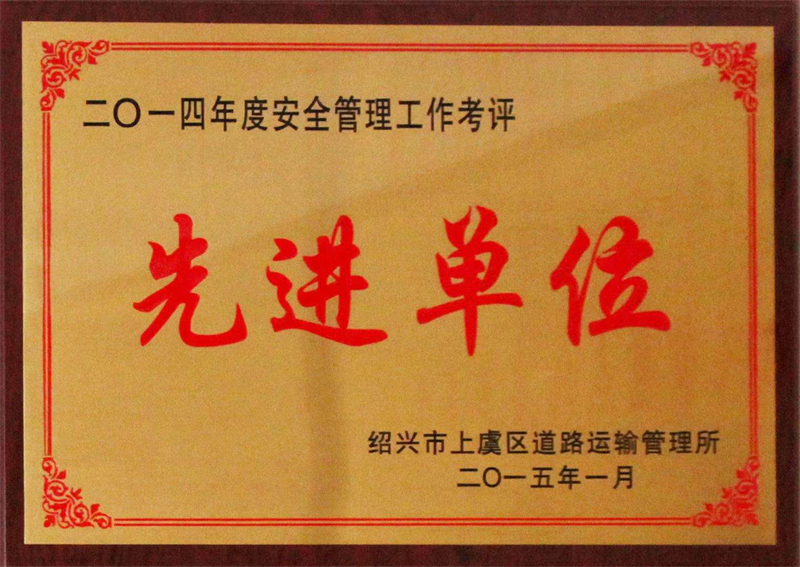 二〇一四年度安全管理工作考评
先进单位
绍兴市上虞区道路运输管理所
二〇一五年一月